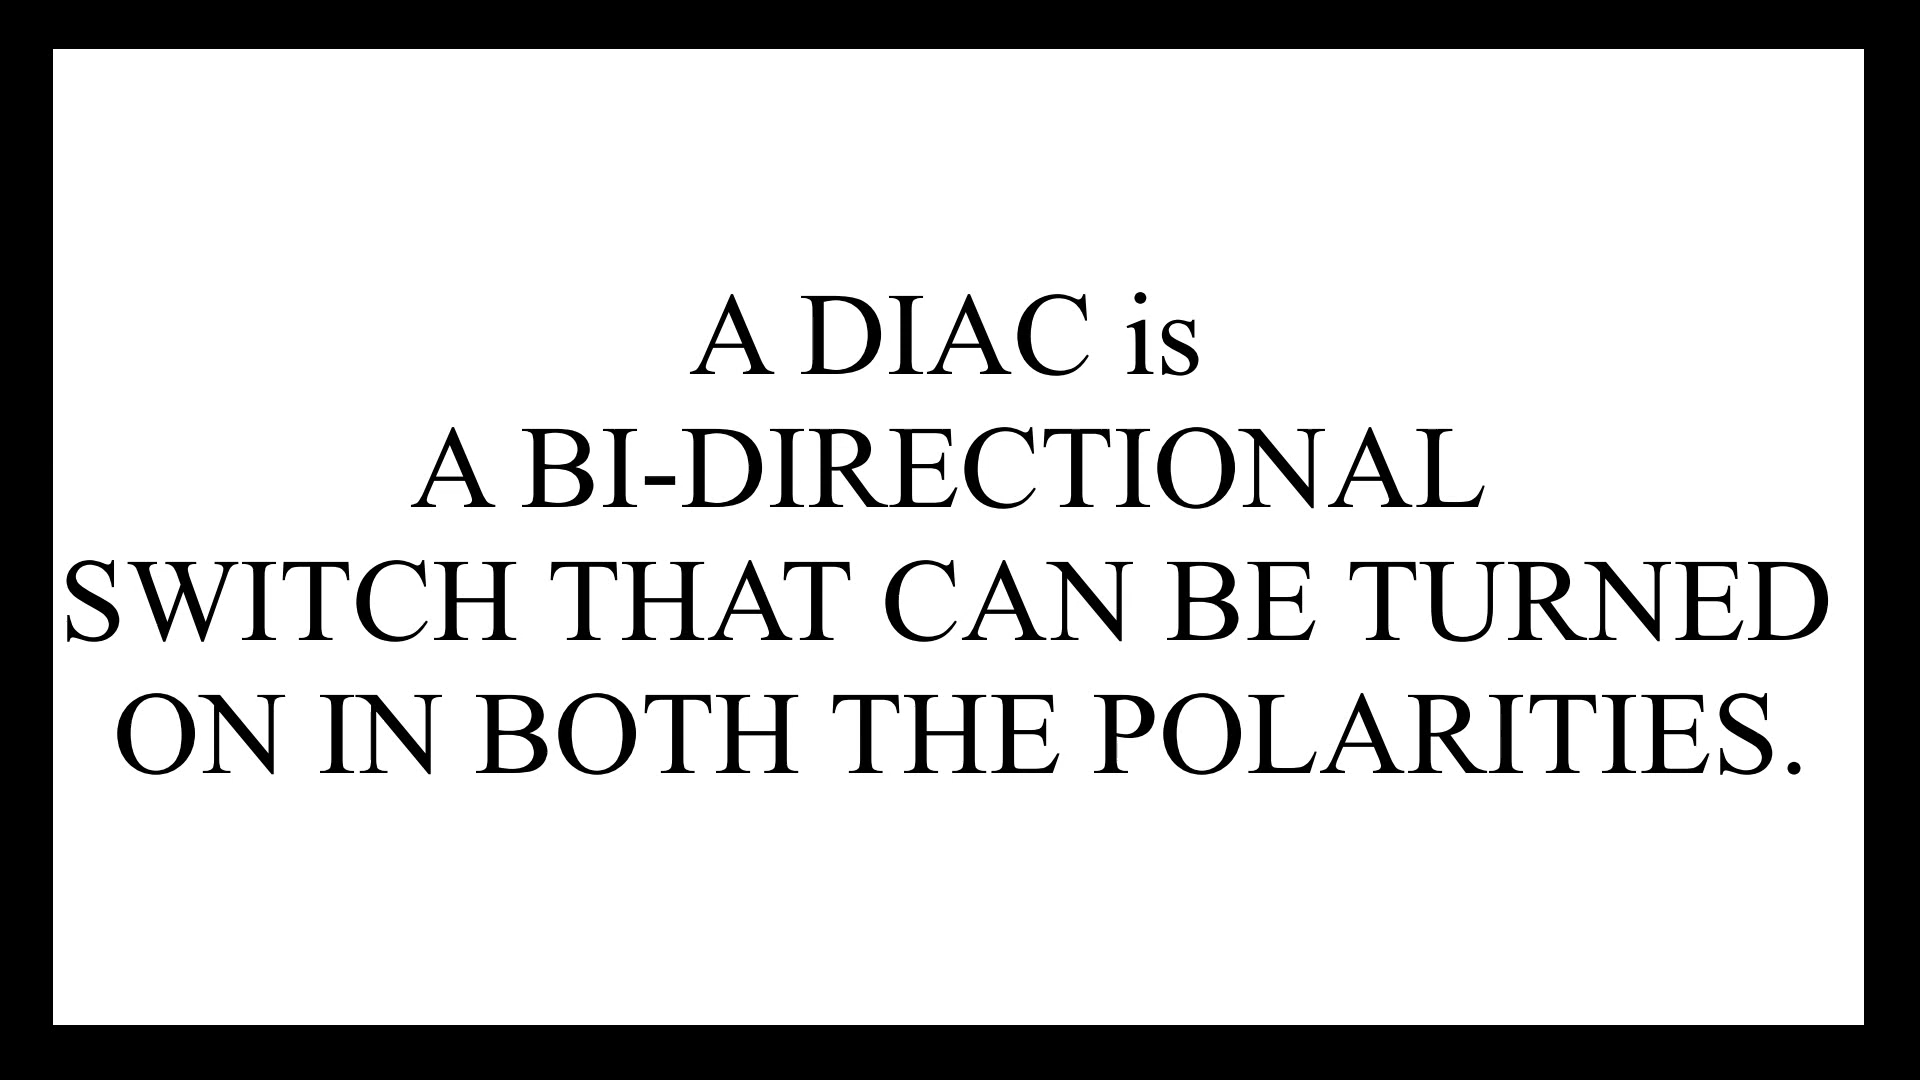 A DIAC is
A BI-DIRECTIONAL
SWITCH THAT CAN BE TURNED
ON IN BOTH THE POLARITIES.